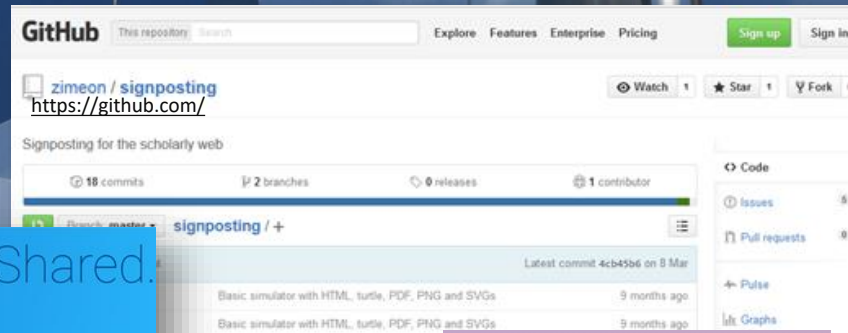 GitHub This repository Search Explore Features Enterprise Pricing Sign up Sign in
zimeon / signposting Watch 1 Star 1 Fork
https://github.com/
Signposting for the scholarly web
18 commits 2 branches 0 releases 1 contributor
Code
Issues 5
Branch: master signposting / +
Pull requests 0
Shared.
Latest commit 4cb45b6 on 8 Mar
Pulse
Basic simulator with HTML, turtle, PDF, PNG and SVGs 9 months ago
Graphs
Basic simulator with HTML, turtle, PDF, PNG and SVGs 9 months ago